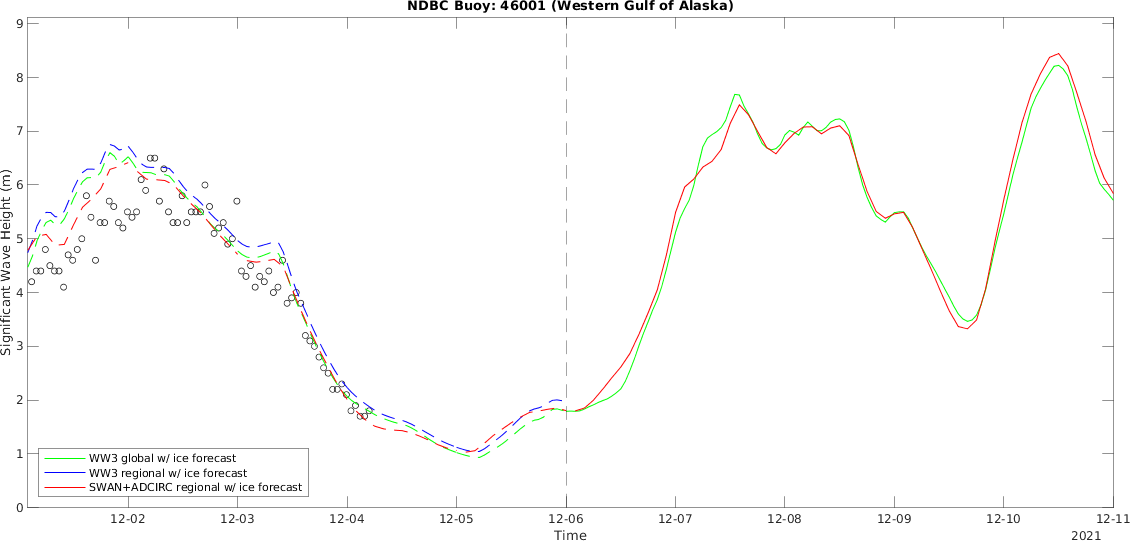 NDBC Buoy: 46001 (Western Gulf of Alaska)
Significant Wave Height (m)
9
8
7
6
5
4
3
2
1
0
WW3 global w/ ice forecast
WW3 regional w/ ice forecast
SWAN+ADCIRC regional w/ ice forecast
12-02 12-03 12-04 12-05 12-06 12-07 12-08 12-09 12-10 12-11
Time
2021